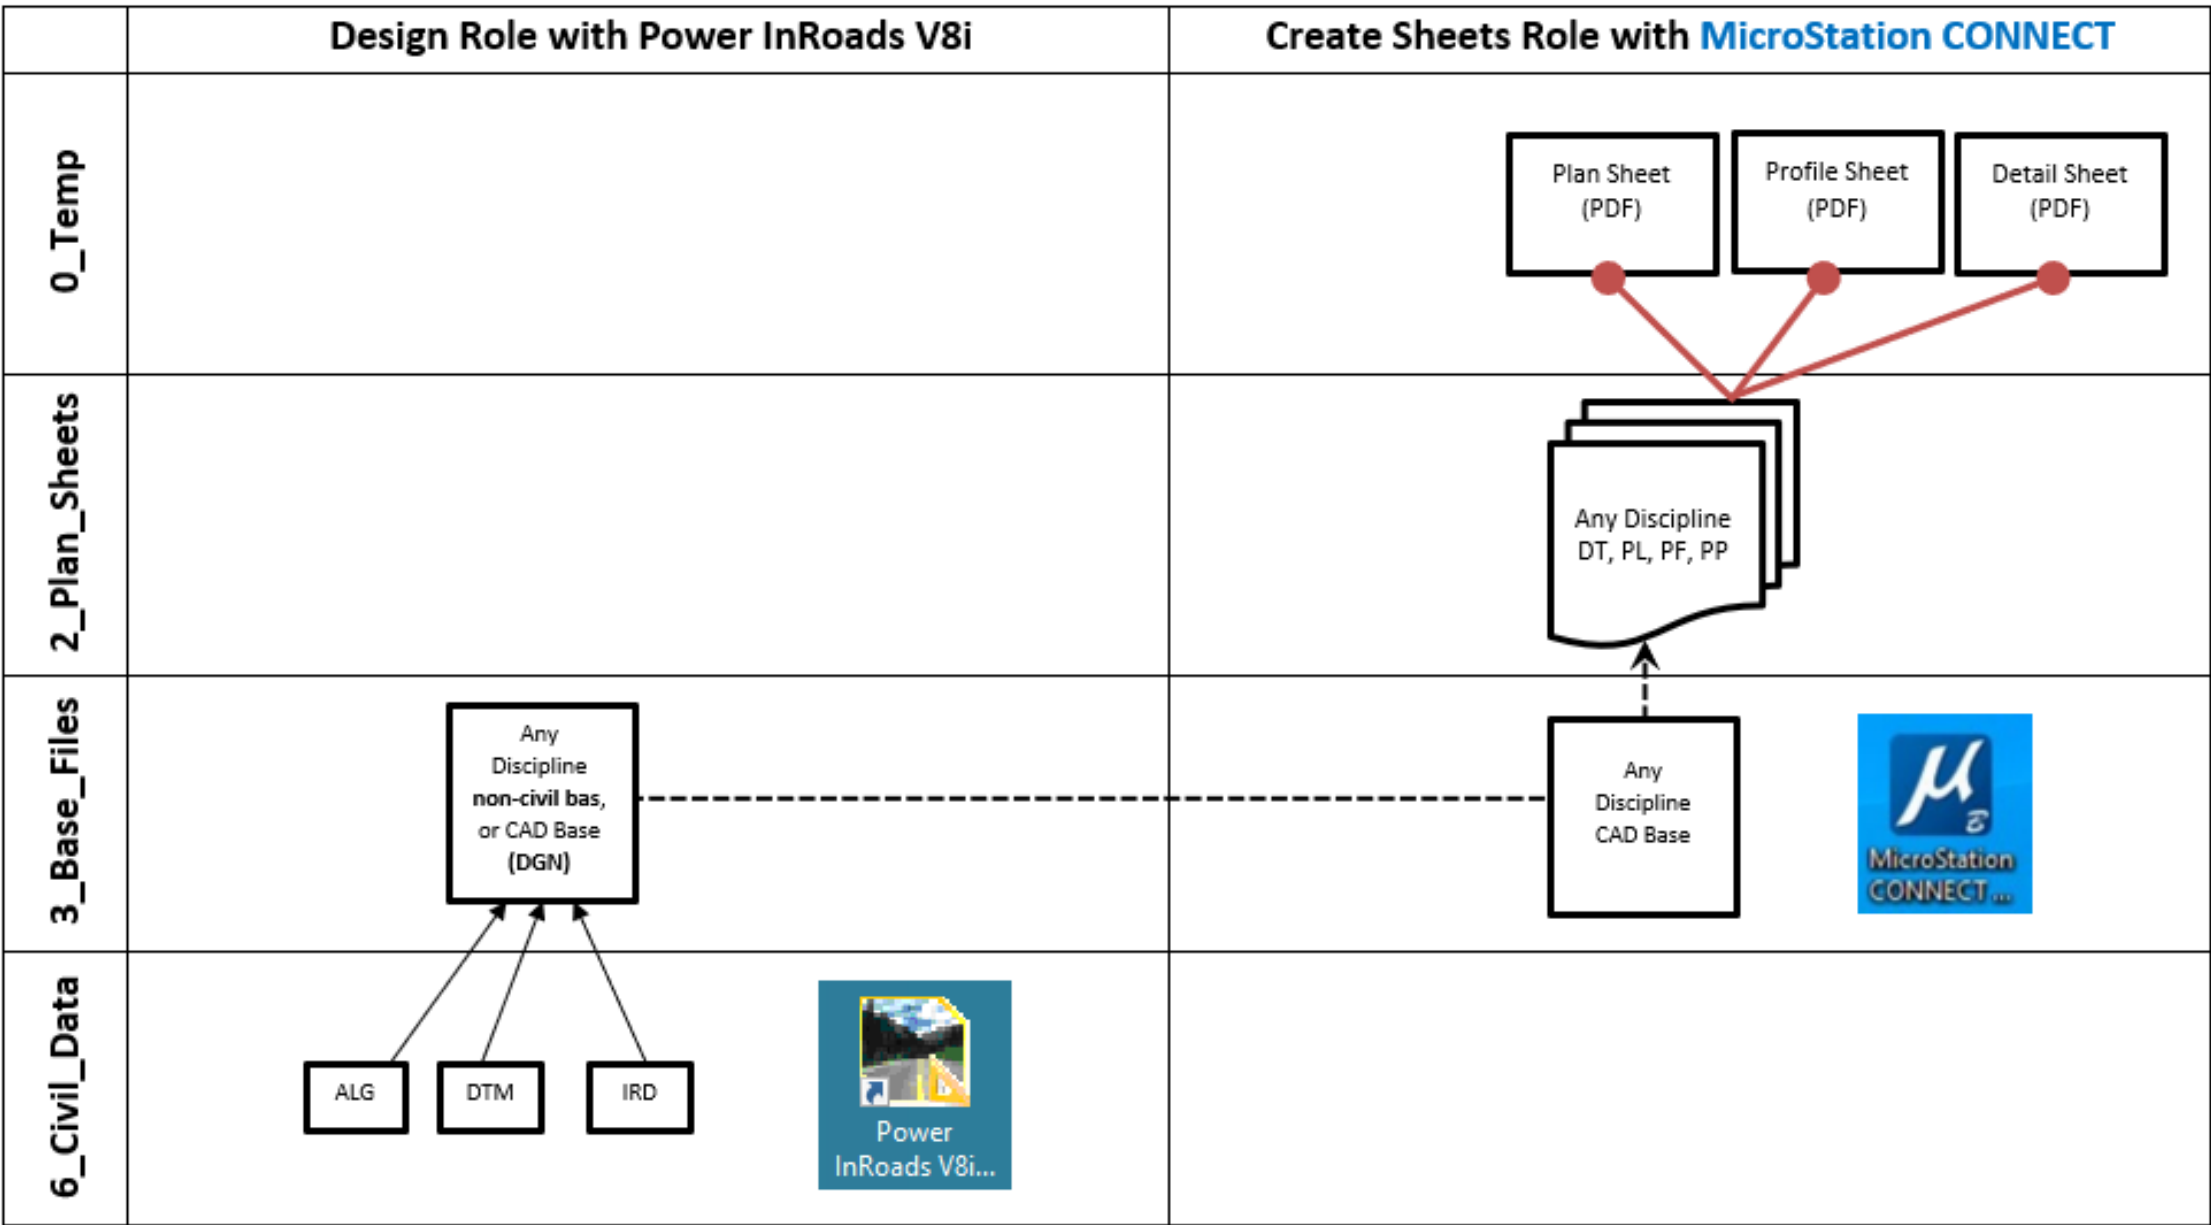 Design Role with Power InRoads V8i
Create Sheets Role with MicroStation CONNECT
0_Temp
Plan Sheet
(PDF)
Profile Sheet
(PDF)
Detail Sheet
(PDF)
2_Plan_Sheets
Any Discipline
DT, PL, PF, PP
3_Base_Files
Any
Discipline
non-civil bas,
or CAD Base
(DGN)
Any
Discipline
CAD Base
µ
B
MicroStation
CONNECT ...
6_Civil_Data
ALG
DTM
IRD
Power
InRoads V8i...